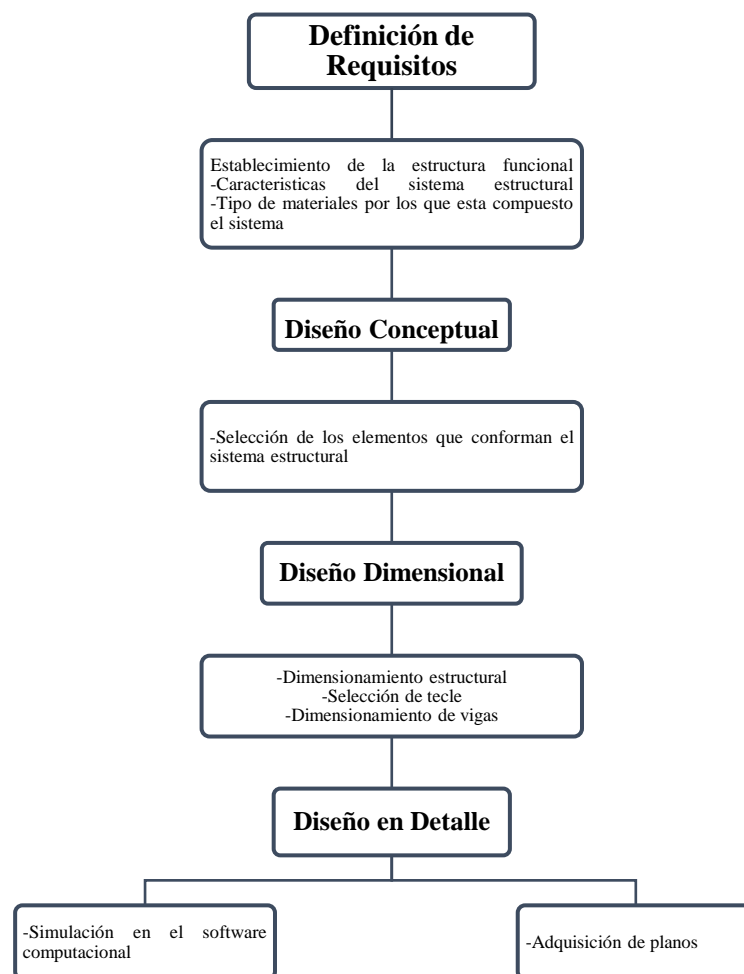 Definición de
Requisitos
Establecimiento de la estructura funcional
-Caracteristicas del sistema estructural
-Tipo de materiales por los que esta compuesto
el sistema
Diseño Conceptual
-Selección de los elementos que conforman el
sistema estructural
Diseño Dimensional
-Dimensionamiento estructural
-Selección de tecle
-Dimensionamiento de vigas
Diseño en Detalle
-Simulación en el software
computacional
-Adquisición de planos